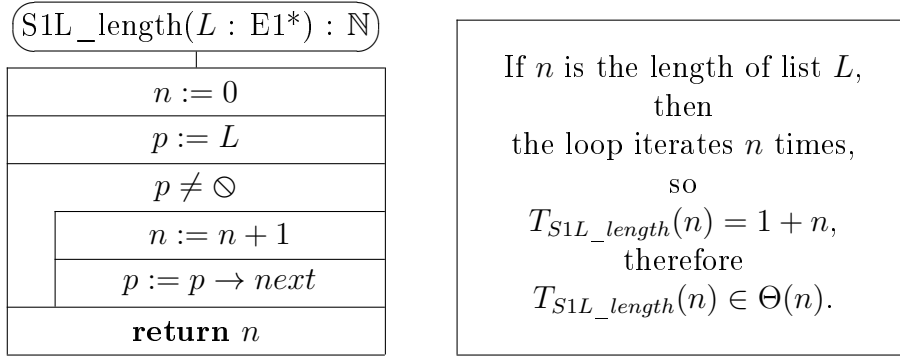 S1L_length(L : E1*) : ℕ
n := 0
p := L
p ≠ ⦸
n := n + 1
p := p → next
return n
If n is the length of list L,
then
the loop iterates n times,
so
T_{S1L_length}(n) = 1 + n,
therefore
T_{S1L_length}(n) ∈ Θ(n).